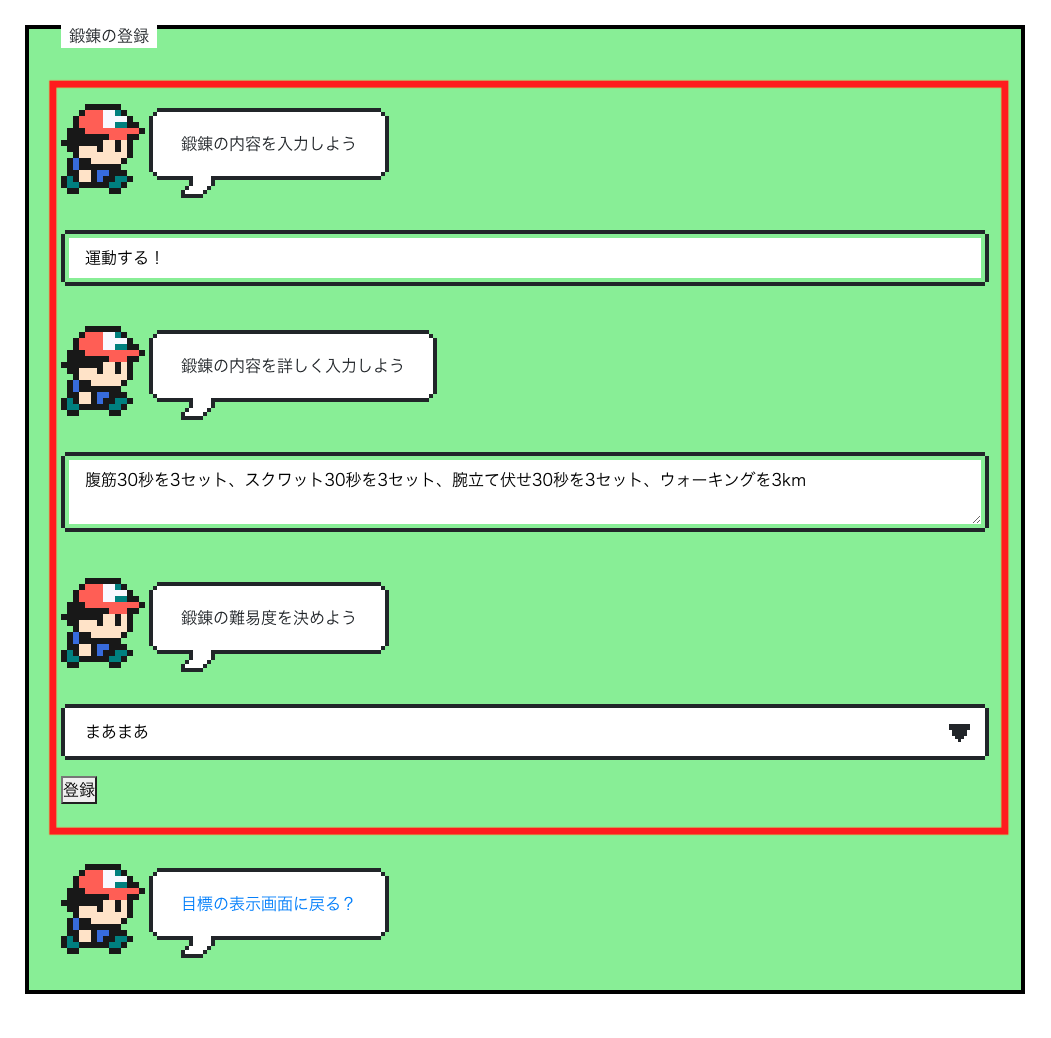 鍛錬の登録
鍛錬の内容を入力しよう
運動する！
鍛錬の内容を詳しく入力しよう
腹筋30秒を3セット、スクワット30秒を3セット、腕立て伏せ30秒を3セット、ウォーキングを3km
鍛錬の難易度を決めよう
まあまあ
登録
目標の表示画面に戻る？